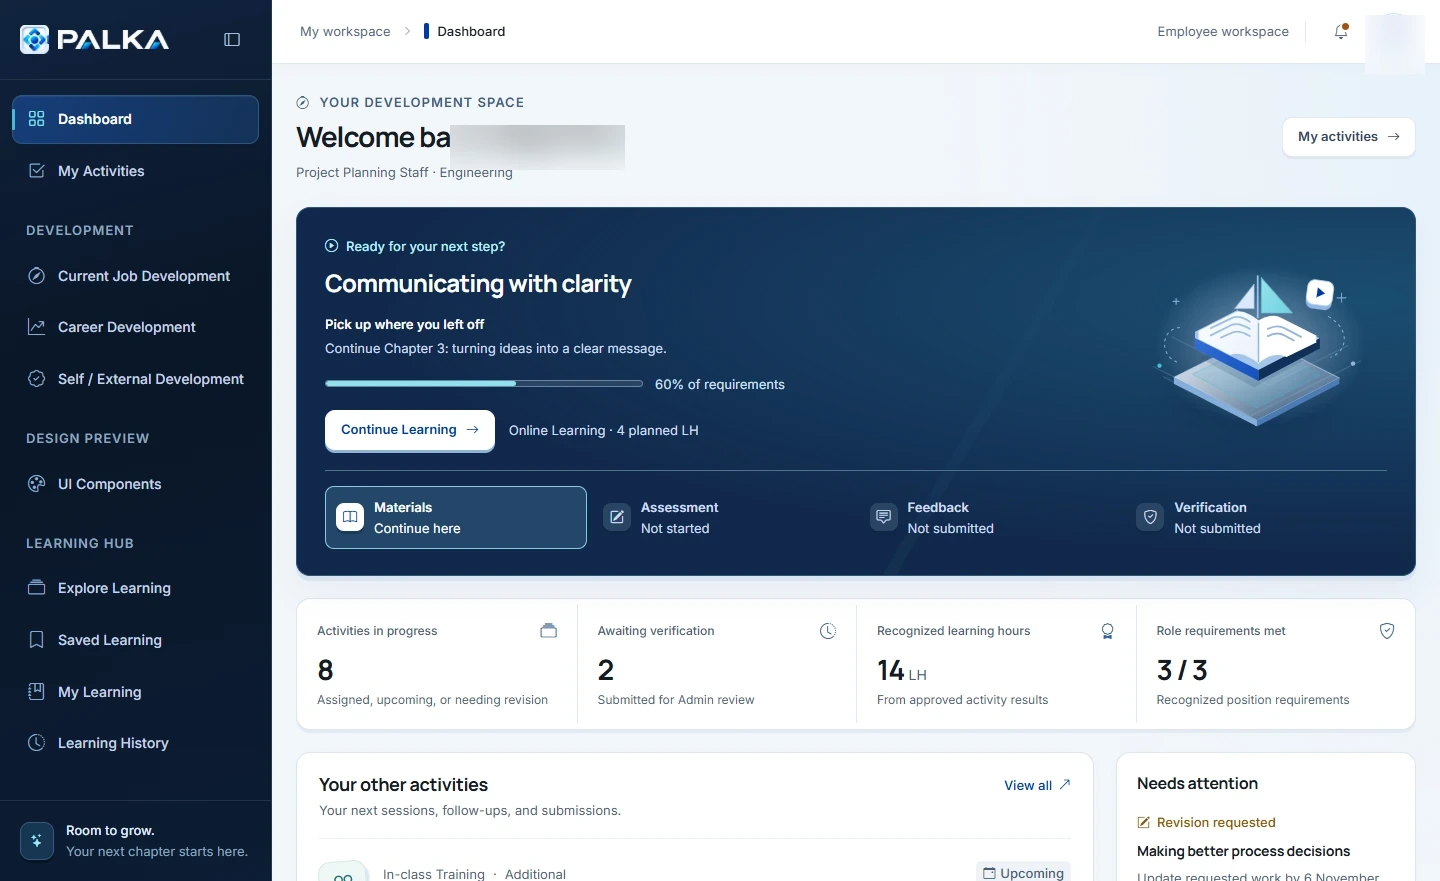 PALKA
My workspace
Dashboard
Employee workspace
Dashboard
My Activities
DEVELOPMENT
Current Job Development
Career Development
Self / External Development
DESIGN PREVIEW
UI Components
LEARNING HUB
Explore Learning
Saved Learning
My Learning
Learning History
Room to grow.
Your next chapter starts here.
YOUR DEVELOPMENT SPACE
Welcome ba
Project Planning Staff · Engineering
My activities
Ready for your next step?
Communicating with clarity
Pick up where you left off
Continue Chapter 3: turning ideas into a clear message.
60% of requirements
Continue Learning
Online Learning · 4 planned LH
Materials
Continue here
Assessment
Not started
Feedback
Not submitted
Verification
Not submitted
Activities in progress
8
Assigned, upcoming, or needing revision
Awaiting verification
2
Submitted for Admin review
Recognized learning hours
14 LH
From approved activity results
Role requirements met
3 / 3
Recognized position requirements
Your other activities
View all
Your next sessions, follow-ups, and submissions.
In-class Training · Additional
Upcoming
Needs attention
Revision requested
Making better process decisions
Update requested work by 6 November